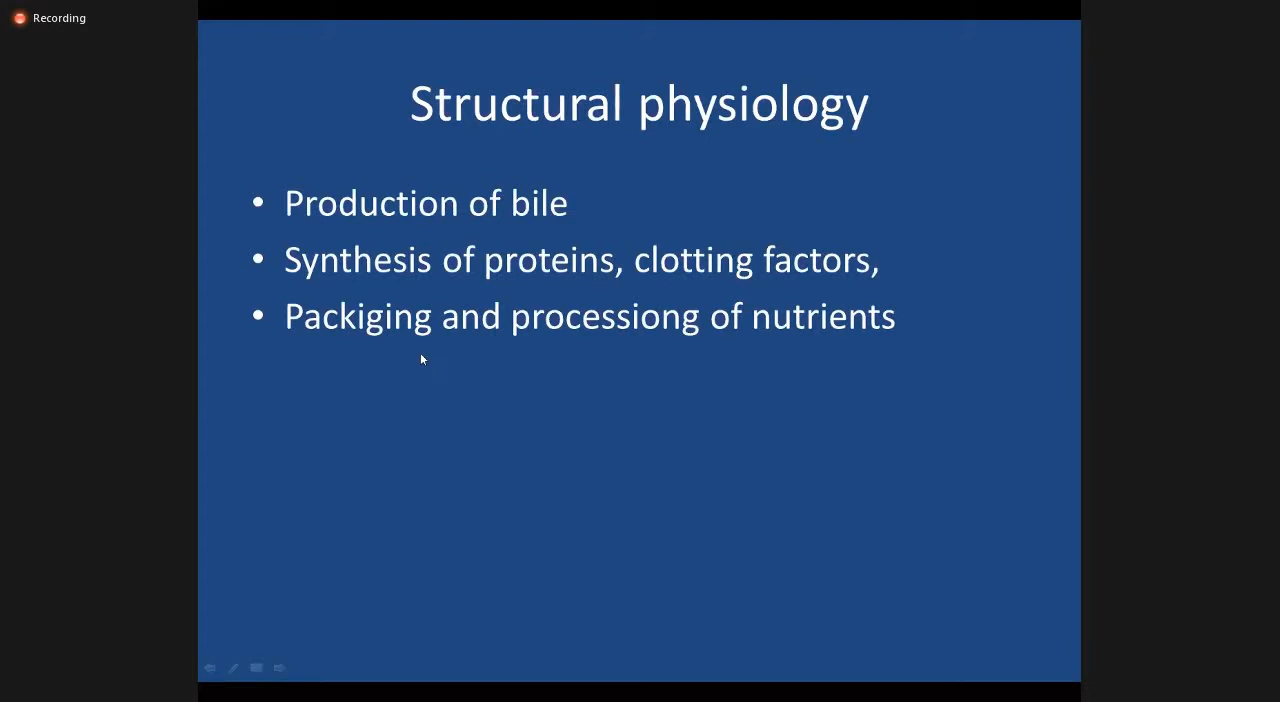 Recording
Structural physiology
• Production of bile
• Synthesis of proteins, clotting factors,
• Packiging and processiong of nutrients